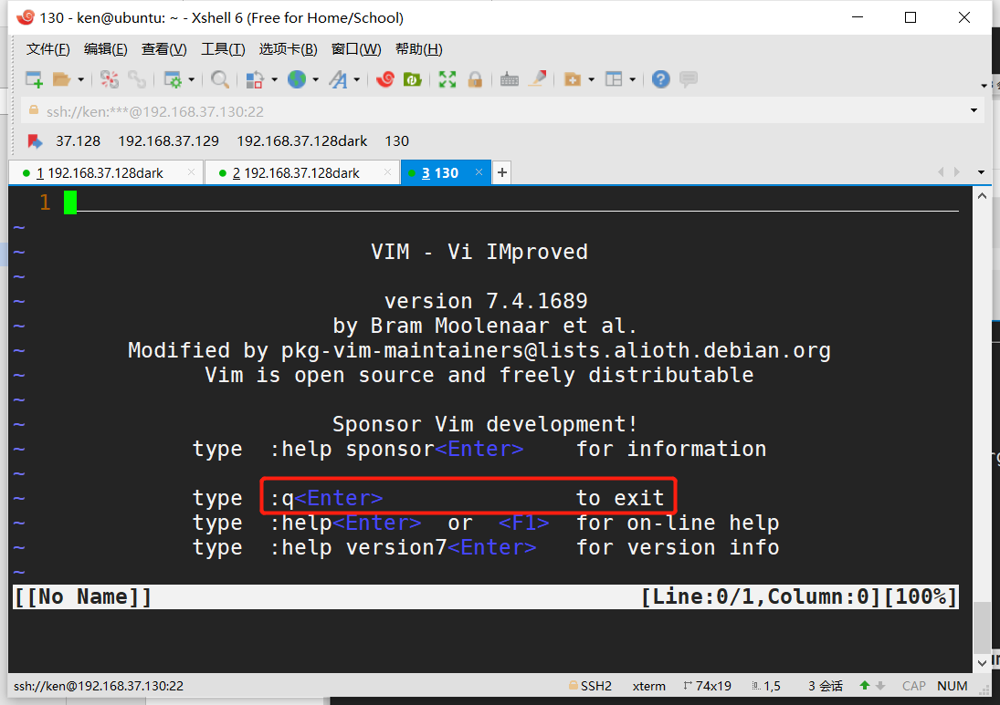 130 - ken@ubuntu: ~ - Xshell 6 (Free for Home/School)
文件(F) 编辑(E) 查看(V) 工具(T) 选项卡(B) 窗口(W) 帮助(H)
ssh://ken:***@192.168.37.130:22
37.128 192.168.37.129 192.168.37.128dark 130
1 192.168.37.128dark × 2 192.168.37.128dark × 3 130 × +
1
~
~ VIM - Vi IMproved
~
~ version 7.4.1689
~ by Bram Moolenaar et al.
~ Modified by pkg-vim-maintainers@lists.alioth.debian.org
~ Vim is open source and freely distributable
~
~ Sponsor Vim development!
~ type :help sponsor<Enter> for information
~
~ type :q<Enter> to exit
~ type :help<Enter> or <F1> for on-line help
~ type :help version7<Enter> for version info
~
[[No Name]] [Line:0/1,Column:0][100%]
ssh://ken@192.168.37.130:22 SSH2 xterm 74x19 1,5 3 会话 CAP NUM